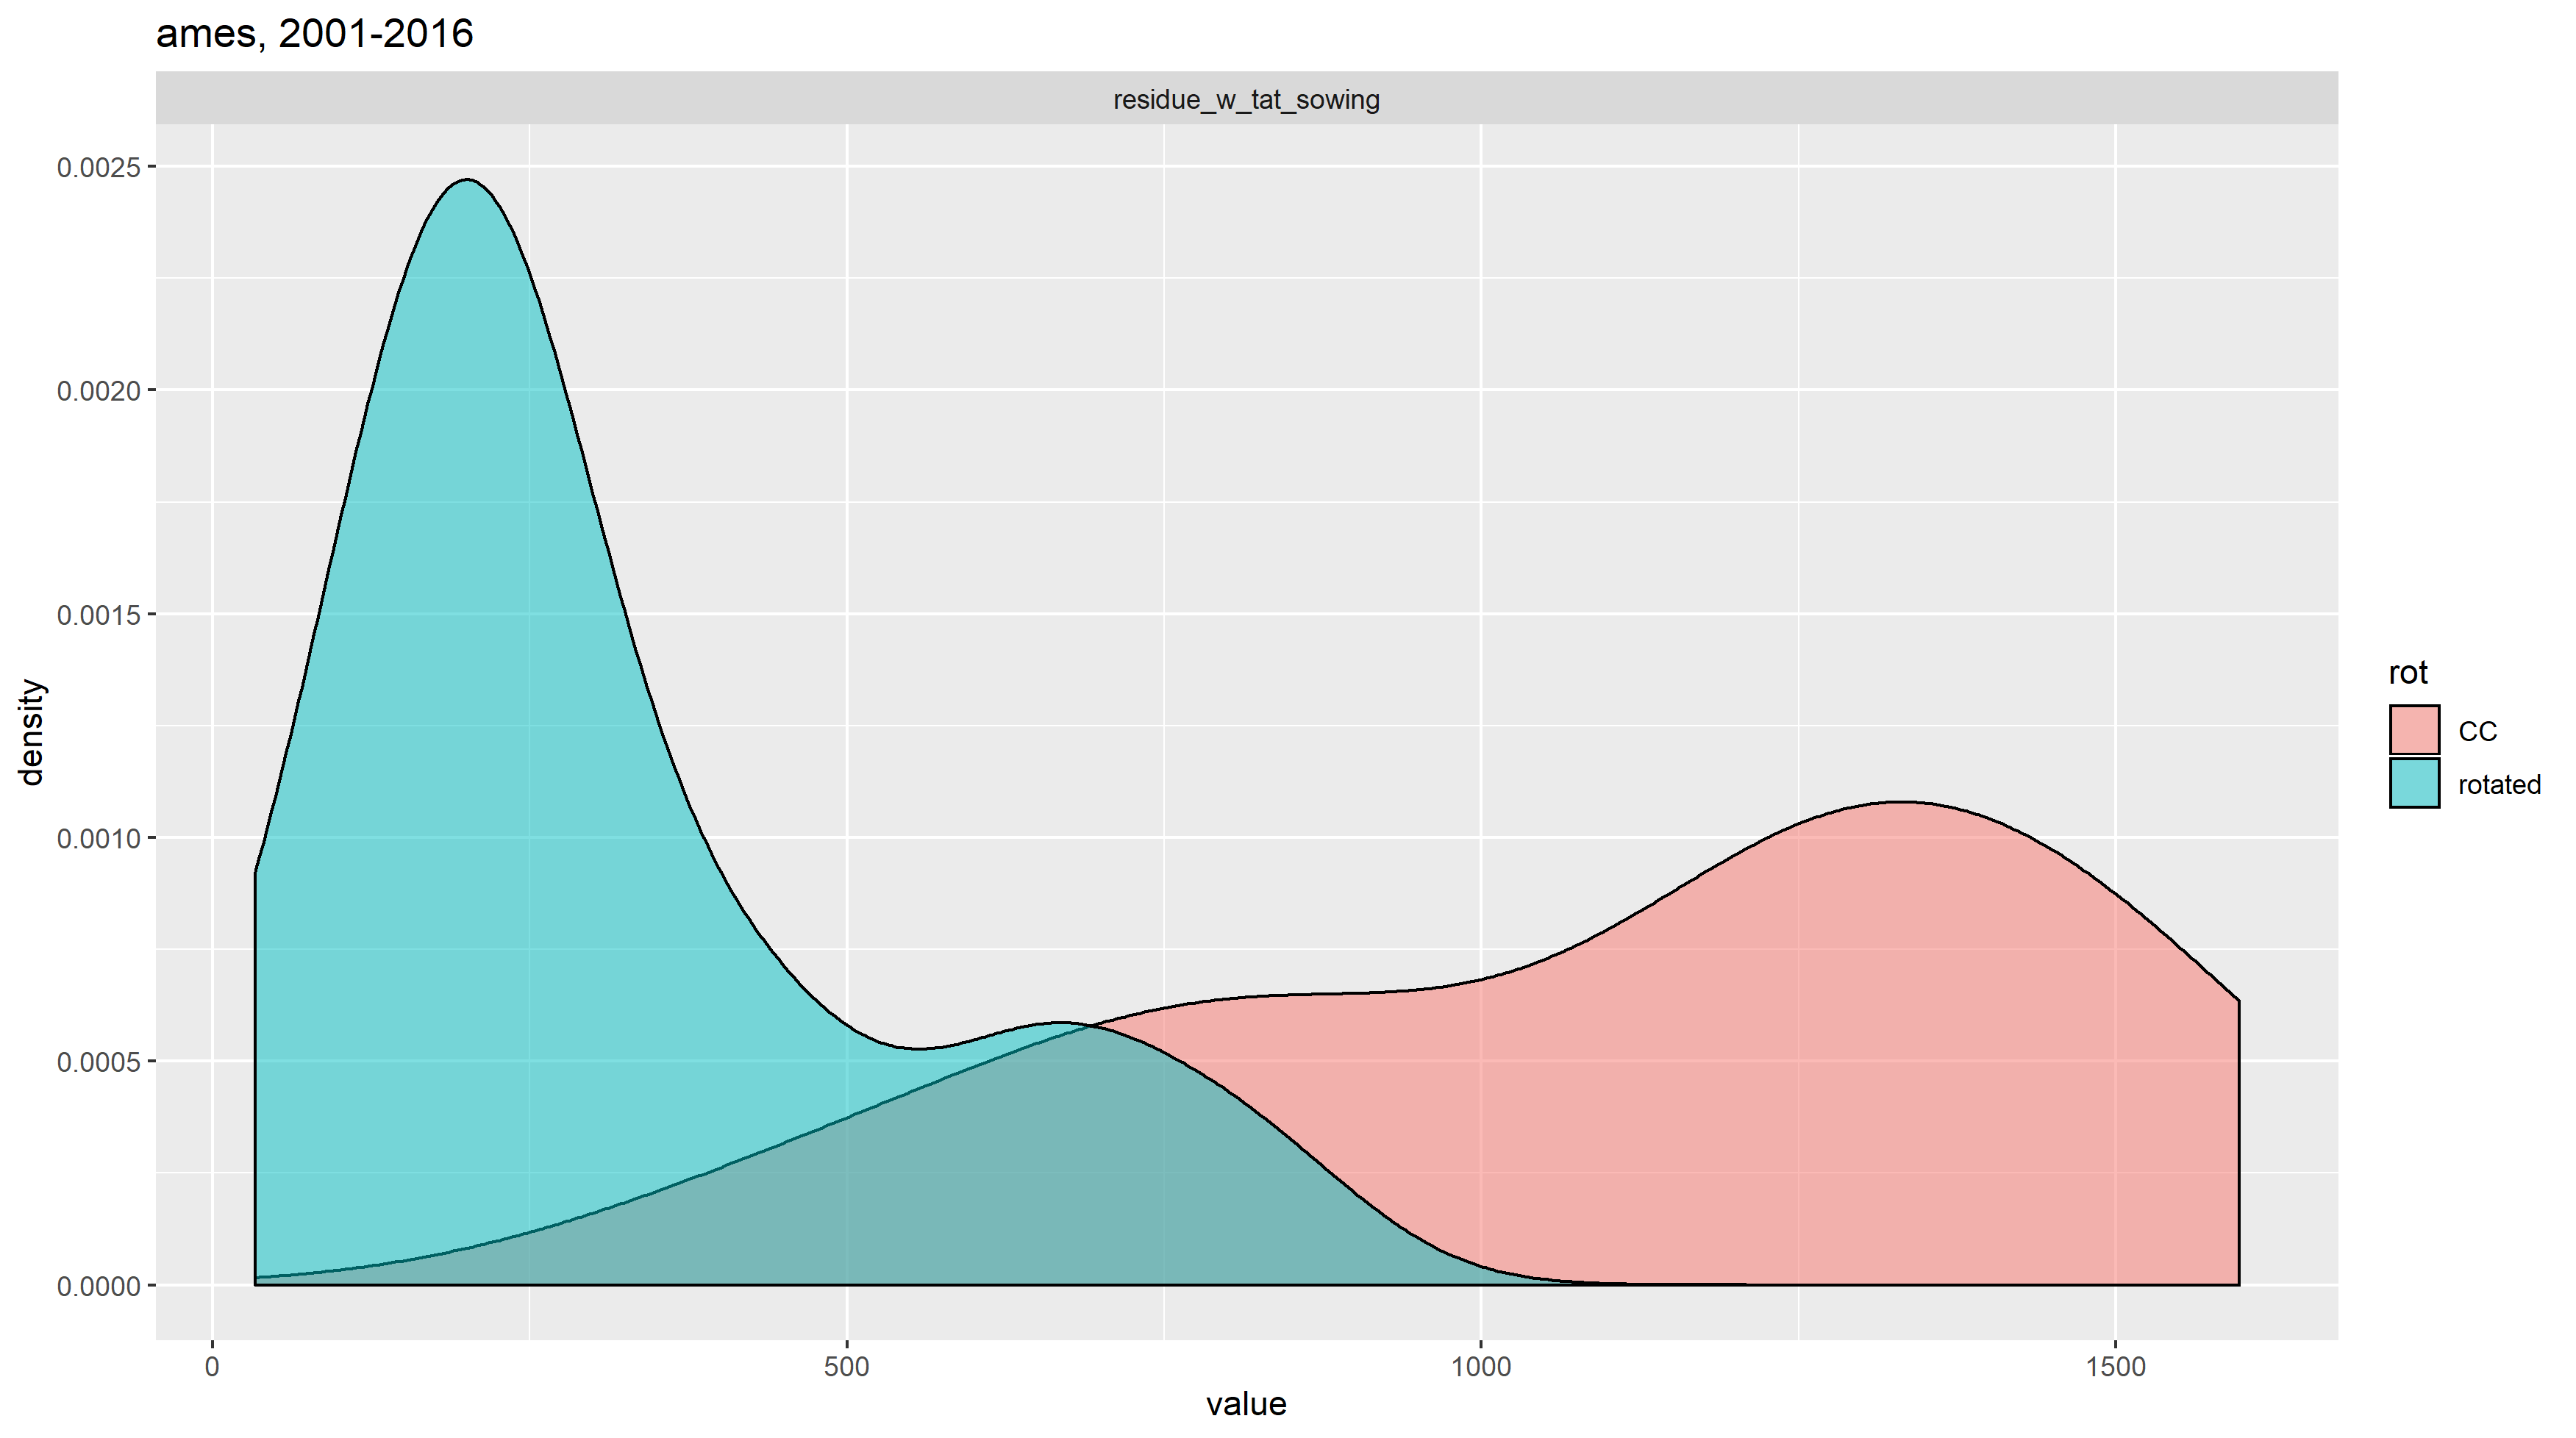 ames, 2001-2016
residue_w_tat_sowing
0.0025
0.0020
0.0015
0.0010
0.0005
0.0000
density
0 500 1000 1500
value
rot
CC
rotated